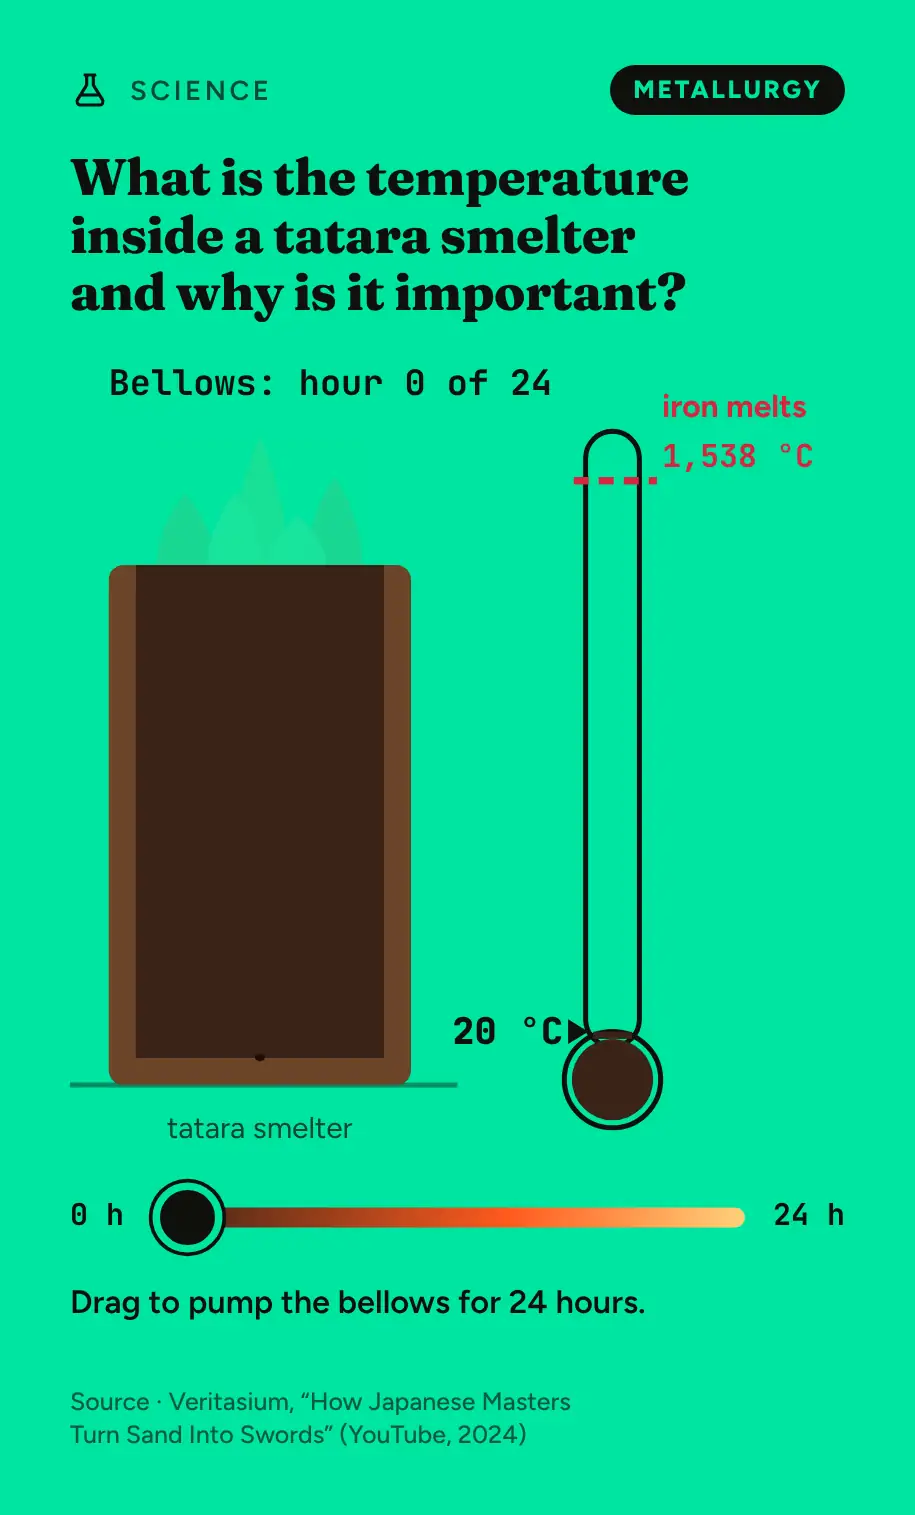 SCIENCE
METALLURGY
What is the temperature
inside a tatara smelter
and why is it important?
Bellows: hour 0 of 24
iron melts
1,538 °C
20 °C
tatara smelter
0 h
24 h
Drag to pump the bellows for 24 hours.
Source · Veritasium, “How Japanese Masters
Turn Sand Into Swords” (YouTube, 2024)